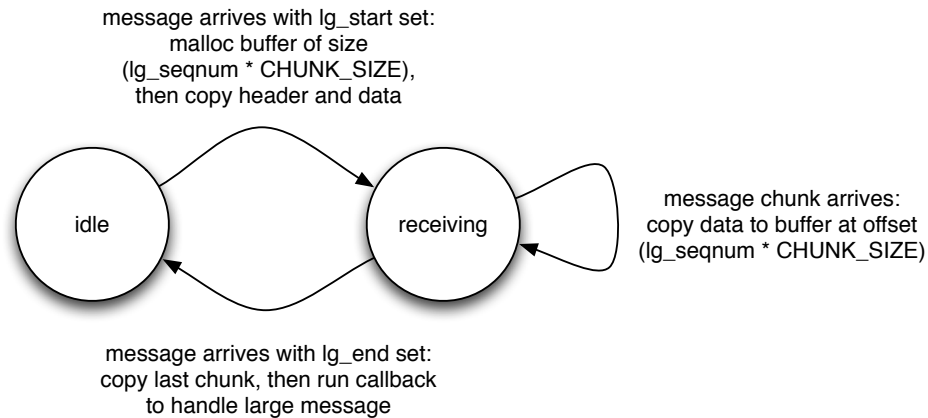 message arrives with lg_start set:
malloc buffer of size
(lg_seqnum * CHUNK_SIZE),
then copy header and data
idle
receiving
message chunk arrives:
copy data to buffer at offset
(lg_seqnum * CHUNK_SIZE)
message arrives with lg_end set:
copy last chunk, then run callback
to handle large message